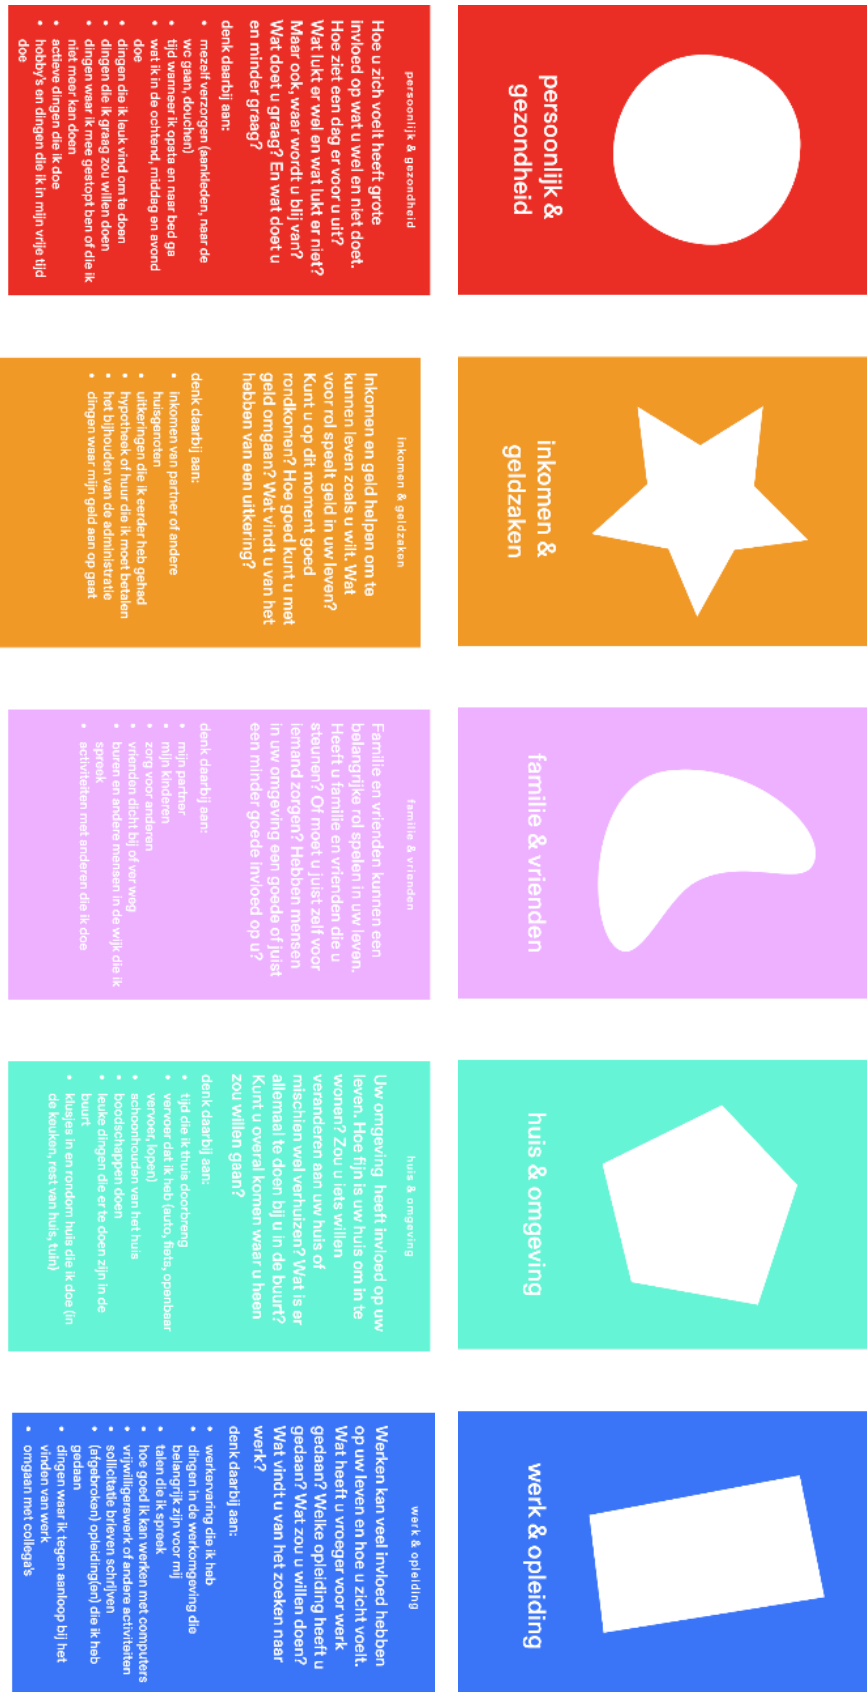 persoonlijk &
gezondheid
persoonlijk & gezondheid
Hoe u zich voelt heeft grote
invloed op wat u wel en niet doet.
Hoe ziet een dag er voor u uit?
Wat lukt er wel en wat lukt er niet?
Maar ook, waar wordt u blij van?
Wat doet u graag? En wat doet u
en minder graag?
denk daarbij aan:
• mezelf verzorgen (aankleden, naar de
wc gaan, douchen)
• tijd wanneer ik opsta en naar bed ga
• wat ik in de ochtend, middag en avond
doe
• dingen die ik leuk vind om te doen
• dingen die ik graag zou willen doen
• dingen waar ik mee gestopt ben of die ik
niet meer kan doen
• actieve dingen die ik doe
• hobby's en dingen die ik in mijn vrije tijd
doe
inkomen &
geldzaken
inkomen & geldzaken
Inkomen en geld helpen om te
kunnen leven zoals u wilt. Wat
voor rol speelt geld in uw leven?
Kunt u op dit moment goed
rondkomen? Hoe goed kunt u met
geld omgaan? Wat vindt u van het
hebben van een uitkering?
denk daarbij aan:
• inkomen van partner of andere
huisgenoten
• uitkeringen die ik eerder heb gehad
• hypotheek of huur die ik moet betalen
• het bijhouden van de administratie
• dingen waar mijn geld aan op gaat
familie & vrienden
familie & vrienden
Familie en vrienden kunnen een
belangrijke rol spelen in uw leven.
Heeft u familie en vrienden die u
steunen? Of moet u juist zelf voor
iemand zorgen? Hebben mensen
in uw omgeving een goede of juist
een minder goede invloed op u?
denk daarbij aan:
• mijn partner
• mijn kinderen
• zorg voor anderen
• vrienden dicht bij of ver weg
• buren en andere mensen in de wijk die ik
spreek
• activiteiten met anderen die ik doe
huis & omgeving
huis & omgeving
Uw omgeving heeft invloed op uw
leven. Hoe fijn is uw huis om in te
wonen? Zou u iets willen
veranderen aan uw huis of
mischien wel verhuizen? Wat is er
allemaal te doen bij u in de buurt?
Kunt u overal komen waar u heen
zou willen gaan?
denk daarbij aan:
• tijd die ik thuis doorbreng
• vervoer dat ik heb (auto, fiets, openbaar
vervoer, lopen)
• schoonhouden van het huis
• boodschappen doen
• leuke dingen die er te doen zijn in de
buurt
• klusjes in en rondom huis die ik doe (in
de keuken, rest van huis, tuin)
werk & opleiding
werk & opleiding
Werken kan veel invloed hebben
op uw leven en hoe u zicht voelt.
Wat heeft u vroeger voor werk
gedaan? Welke opleiding heeft u
gedaan? Wat zou u willen doen?
Wat vindt u van het zoeken naar
werk?
denk daarbij aan:
• werkervaring die ik heb
• dingen in de werkomgeving die
belangrijk zijn voor mij
• talen die ik spreek
• hoe goed ik kan werken met computers
• vrijwilligerswerk of andere activiteiten
• sollicitatie brieven schrijven
• (afgebroken) opleiding(en) die ik heb
gedaan
• dingen waar ik tegen aanloop bij het
vinden van werk
• omgaan met collega's